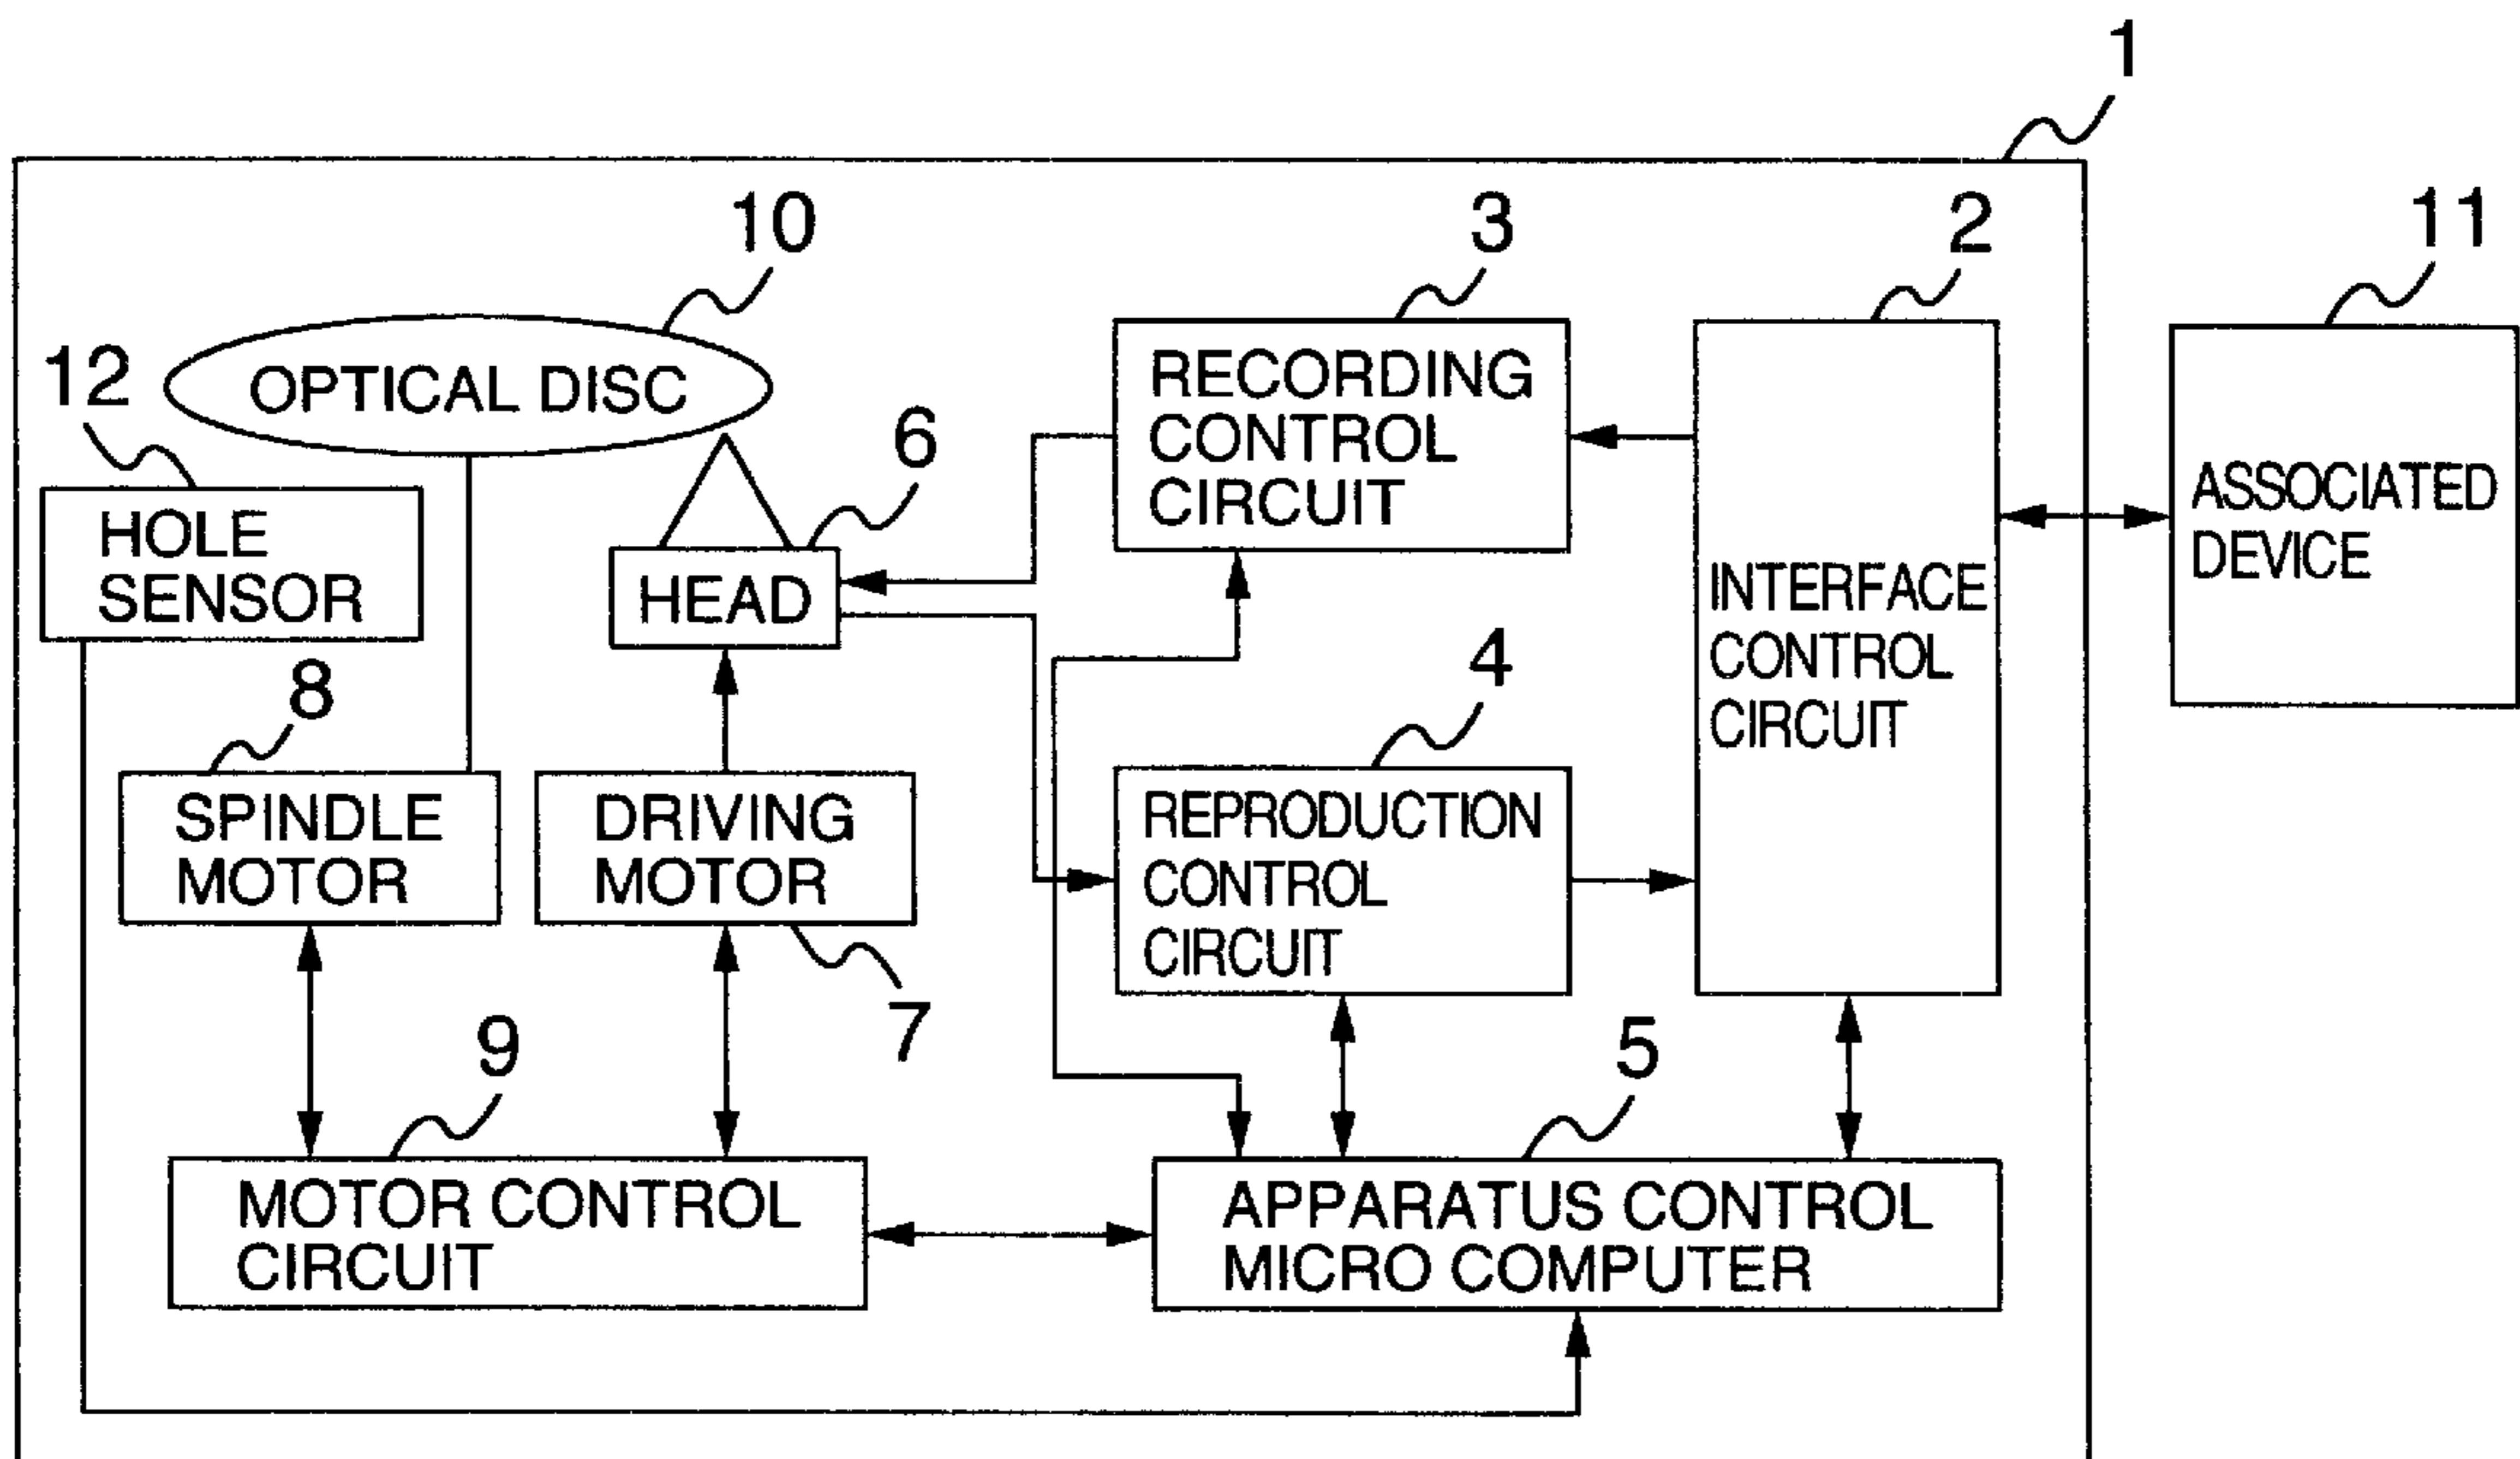 1
10
3
2
11
12
OPTICAL DISC
6
RECORDING
CONTROL
CIRCUIT
ASSOCIATED
DEVICE
HOLE
SENSOR
HEAD
INTERFACE
CONTROL
CIRCUIT
8
4
SPINDLE
MOTOR
DRIVING
MOTOR
REPRODUCTION
CONTROL
CIRCUIT
7
9
5
MOTOR CONTROL
CIRCUIT
APPARATUS CONTROL
MICRO COMPUTER